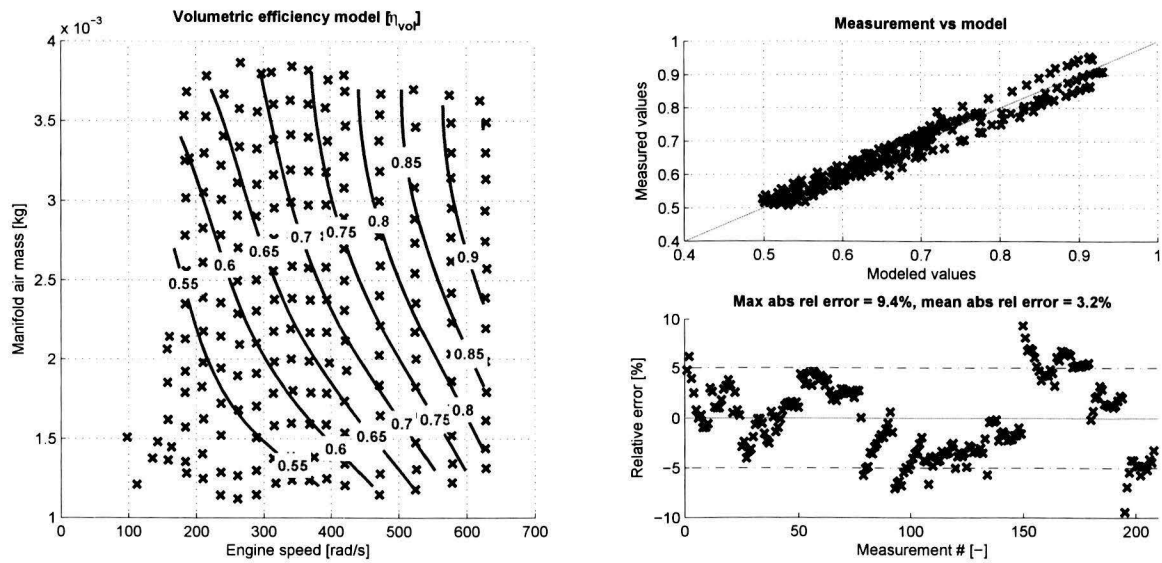 Volumetric efficiency model [η_vol]
x 10⁻³
4
3.5
3
2.5
2
1.5
1
0 100 200 300 400 500 600 700
Manifold air mass [kg]
Engine speed [rad/s]
0.85
0.8
0.75
0.7
0.65
0.6
0.55
0.9
0.85
0.8
0.75
0.7
0.65
0.6
0.55
Measurement vs model
1
0.9
0.8
0.7
0.6
0.5
0.4
0.4 0.5 0.6 0.7 0.8 0.9 1
Measured values
Modeled values
Max abs rel error = 9.4%, mean abs rel error = 3.2%
10
5
0
−5
−10
0 50 100 150 200
Relative error [%]
Measurement # [−]